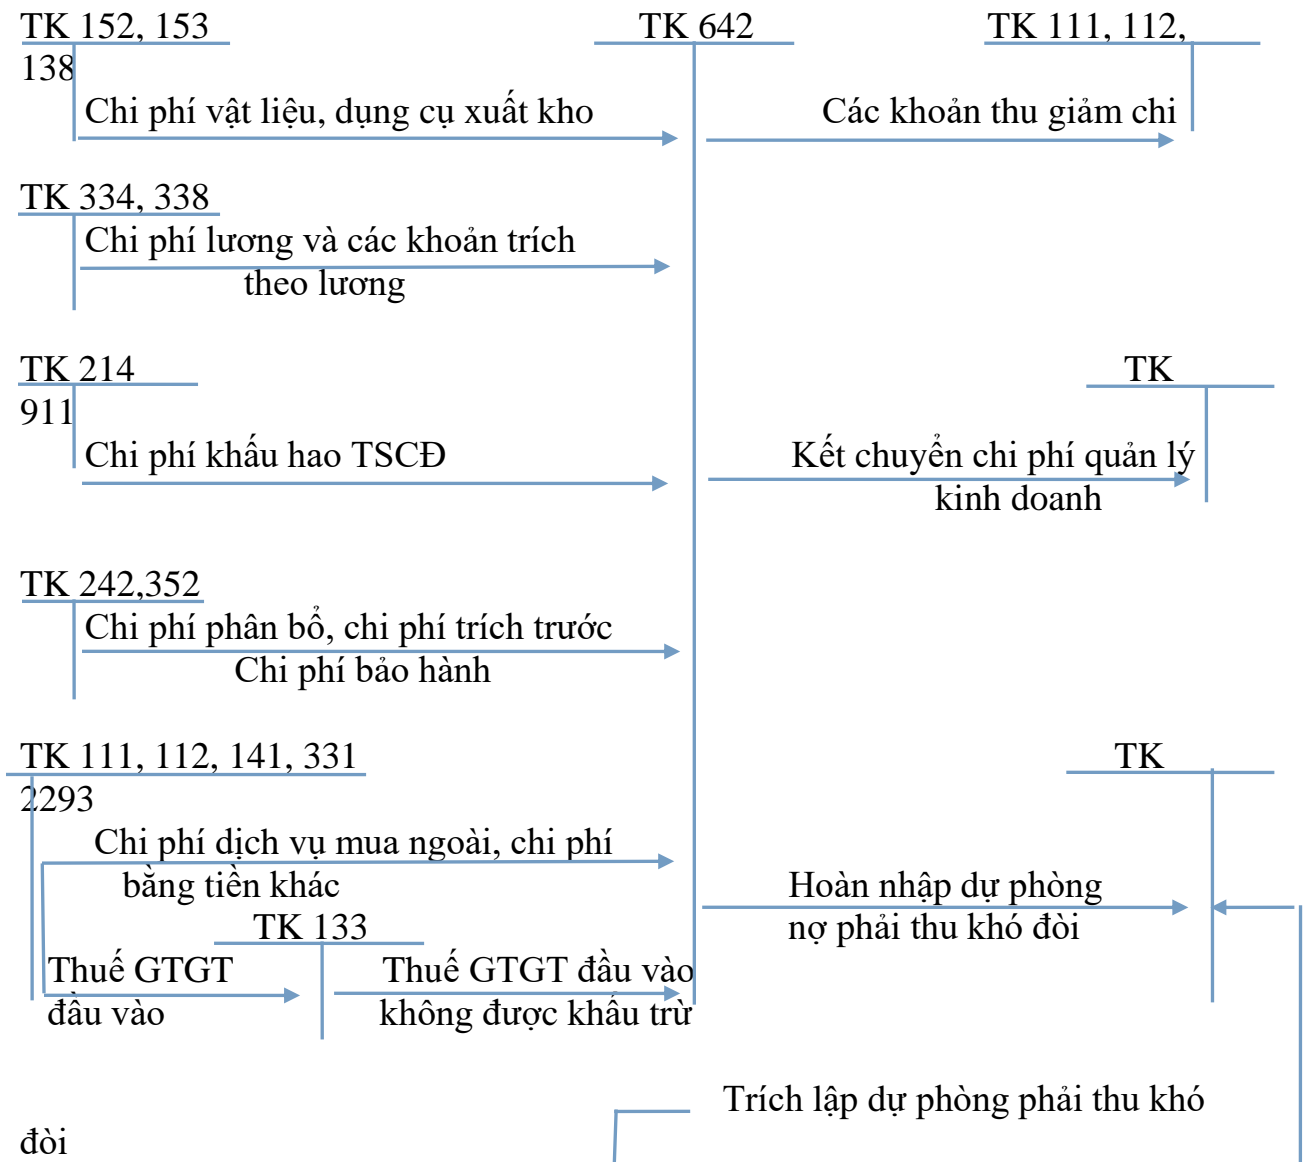 TK 152, 153 TK 642 TK 111, 112,
138
Chi phí vật liệu, dụng cụ xuất kho Các khoản thu giảm chi
TK 334, 338
Chi phí lương và các khoản trích
theo lương
TK 214 TK
911
Chi phí khấu hao TSCĐ Kết chuyển chi phí quản lý
kinh doanh
TK 242,352
Chi phí phân bổ, chi phí trích trước
Chi phí bảo hành
TK 111, 112, 141, 331 TK
2293
Chi phí dịch vụ mua ngoài, chi phí
bằng tiền khác Hoàn nhập dự phòng
TK 133 nợ phải thu khó đòi
Thuế GTGT Thuế GTGT đầu vào
đầu vào không được khấu trừ
Trích lập dự phòng phải thu khó
đòi